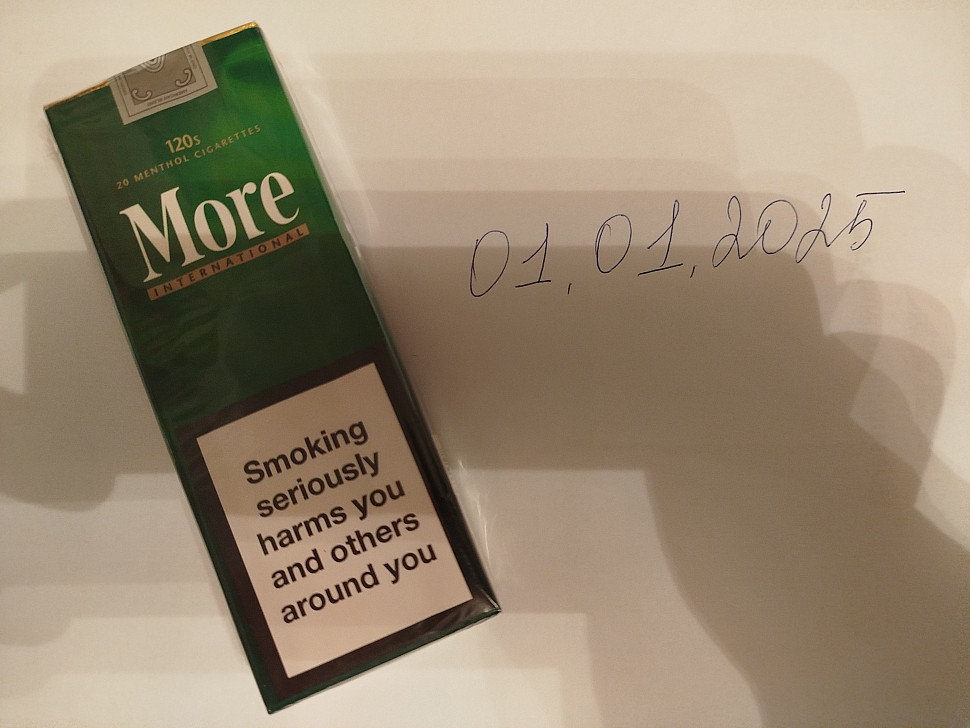 120s
20 MENTHOL CIGARETTES
More
INTERNATIONAL
Smoking
seriously
harms you
and others
around you
01,01,2025